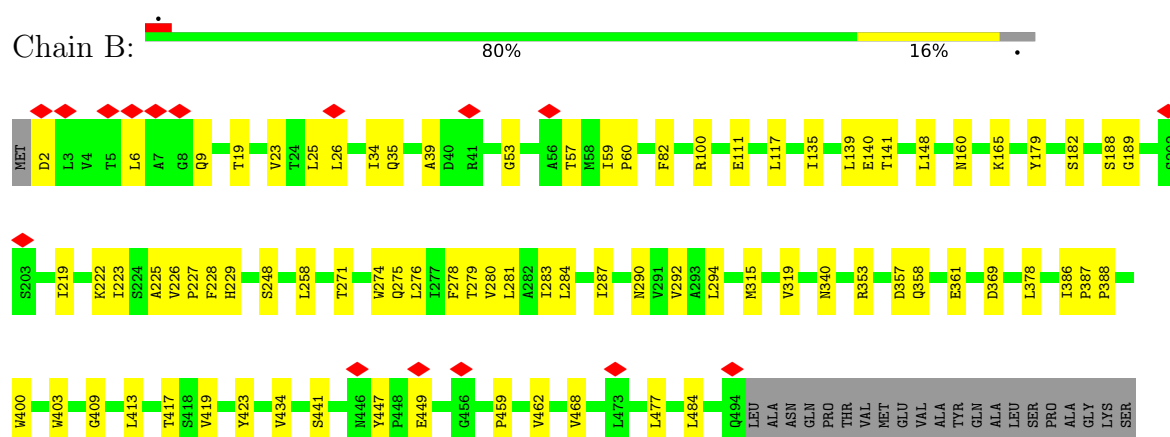 Chain B:
80% 16%
MET D2 L3 V4 T5 L6 A7 G8 Q9 T19 V23 T24 L25 L26 I34 Q35 A39 D40 R41 G53 A56 T57 M58 I59 P60 F82 R100 E111 L117 I135 L139 E140 T141 L148 N160 K165 Y179 S182 S188 G189
S203 I219 K222 I223 S224 A225 V226 P227 F228 H229 S248 L258 T271 W274 Q275 L276 I277 F278 T279 V280 L281 A282 I283 L284 I287 N290 V291 V292 A293 L294 M315 V319 N340 R353 D357 Q358 E361 D369 L378 I386 P387 P388
W400 W403 G409 L413 T417 S418 V419 Y423 V434 S441 N446 Y447 P448 E449 G456 P459 V462 V468 L473 L477 L484 Q494 LEU ALA ASN GLN PRO THR VAL MET GLU VAL ALA TYR GLN ALA LEU SER PRO ALA GLY LYS SER